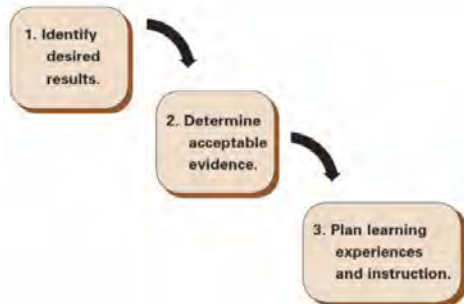 1. Identify
desired
results.
2. Determine
acceptable
evidence.
3. Plan learning
experiences
and instruction.